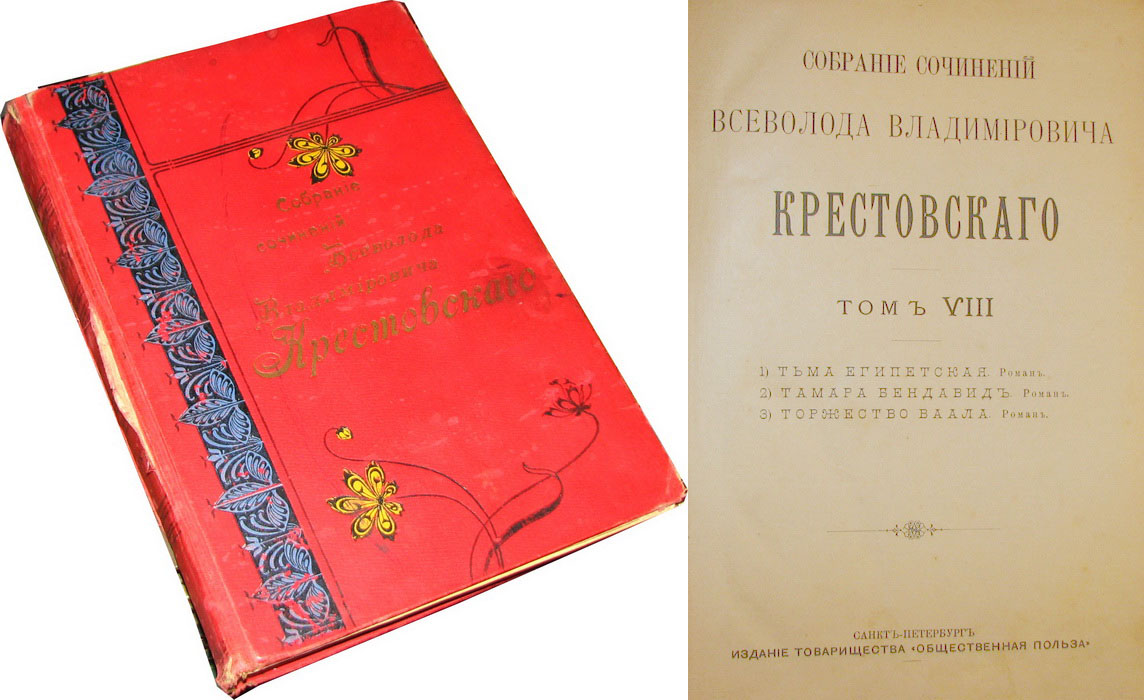 Собраніе
сочиненій
Всеволода
Владиміровича
Крестовскаго
СОБРАНІЕ СОЧИНЕНІЙ
ВСЕВОЛОДА ВЛАДИМІРОВИЧА
КРЕСТОВСКАГО
ТОМЪ VIII
1) ТЬМА ЕГИПЕТСКАЯ. Романъ.
2) ТАМАРА БЕНДАВИДЪ. Романъ.
3) ТОРЖЕСТВО ВААЛА. Романъ.
САНКТЪ-ПЕТЕРБУРГЪ
ИЗДАНІЕ ТОВАРИЩЕСТВА «ОБЩЕСТВЕННАЯ ПОЛЬЗА»